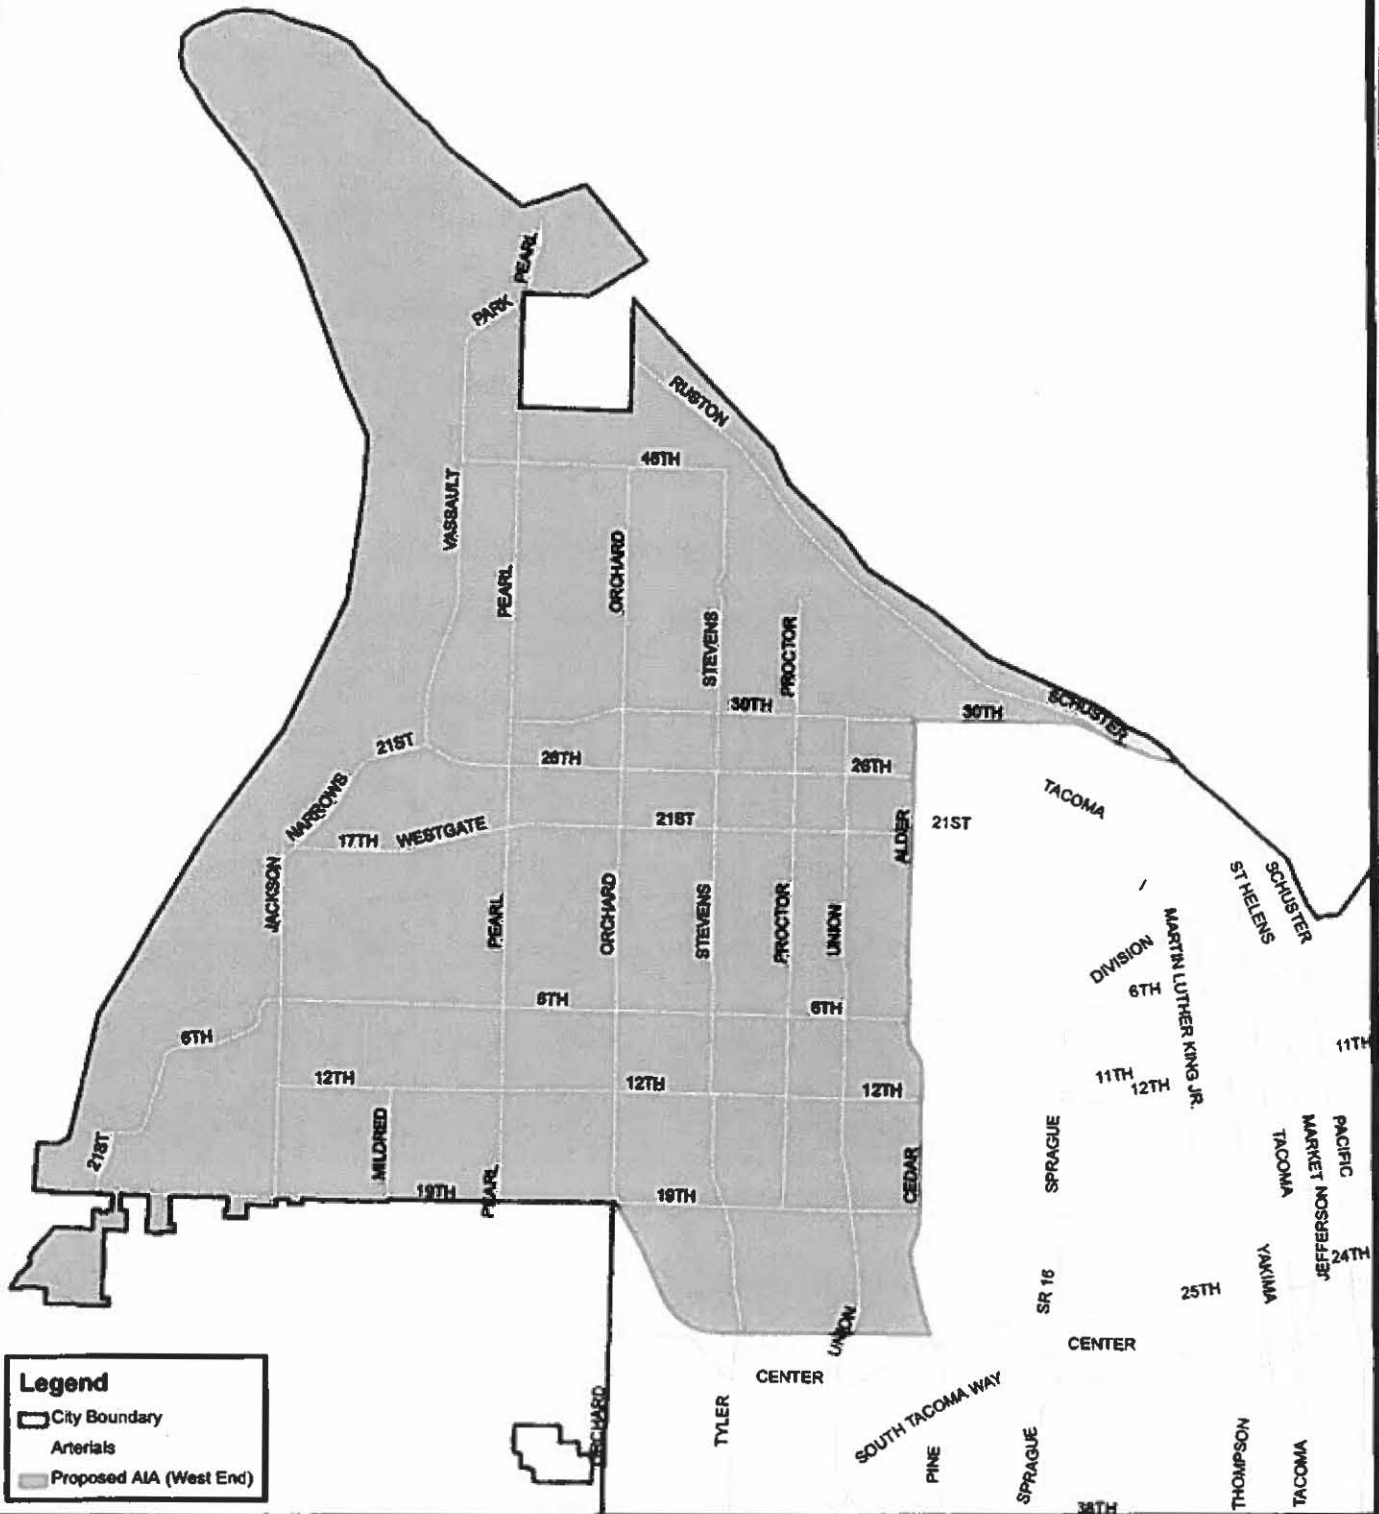 PEARL
PARK
RUSTON
46TH
VASSAULT
ORCHARD
PEARL
STEVENS
PROCTOR
30TH
SCHUSTER
30TH
21ST
26TH
26TH
TACOMA
NARROWS
17TH
WESTGATE
21ST
21ST
ALDER
JACKSON
PEARL
ORCHARD
STEVENS
PROCTOR
UNION
ST HELENS
SCHUSTER
DIVISION
MARTIN LUTHER KING JR.
6TH
6TH
6TH
6TH
11TH
12TH
12TH
12TH
11TH
12TH
MILDRED
21ST
PEARL
19TH
19TH
CEDAR
SPRAGUE
TACOMA
MARKET
JEFFERSON
PACIFIC
24TH
YAKIMA
25TH
SR 16
UNION
CENTER
CENTER
SOUTH TACOMA WAY
ORCHARD
TYLER
PINE
SPRAGUE
THOMPSON
TACOMA
38TH
Legend
City Boundary
Arterials
Proposed AIA (West End)